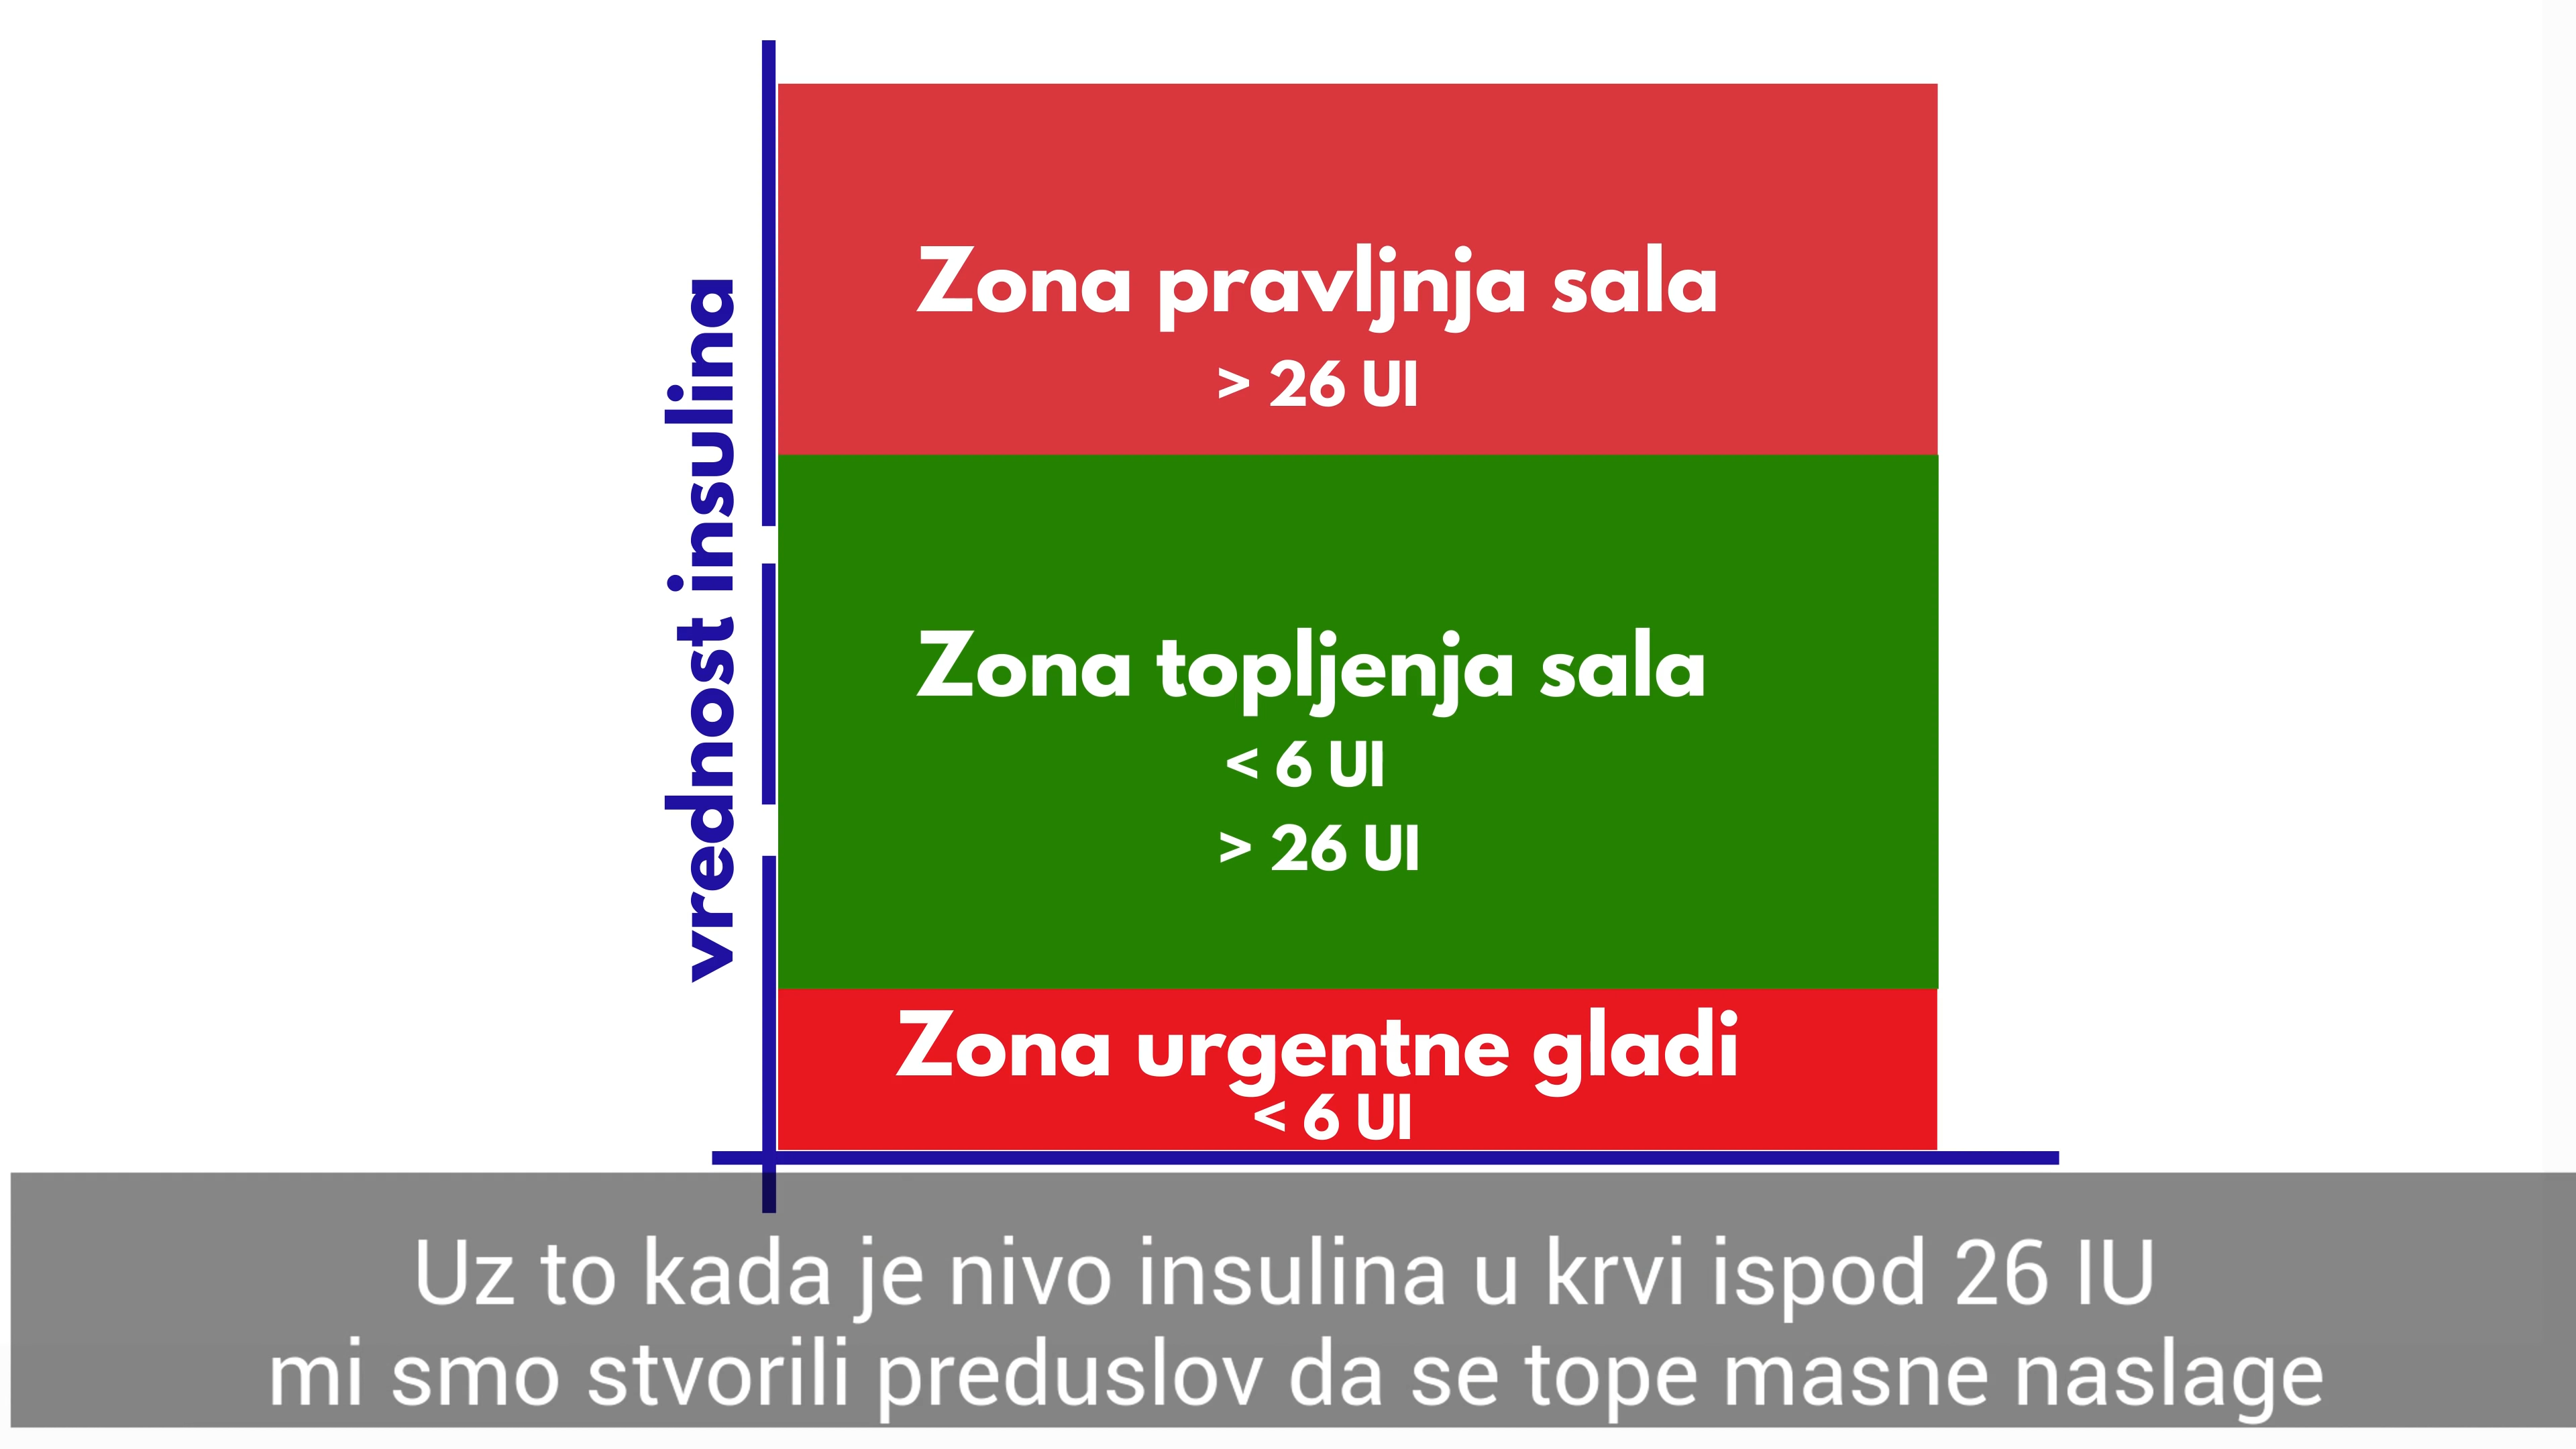 vrednost insulina
Zona pravljnja sala
> 26 UI
Zona topljenja sala
< 6 UI
> 26 UI
Zona urgentne gladi
< 6 UI
Uz to kada je nivo insulina u krvi ispod 26 IU
mi smo stvorili preduslov da se tope masne naslage